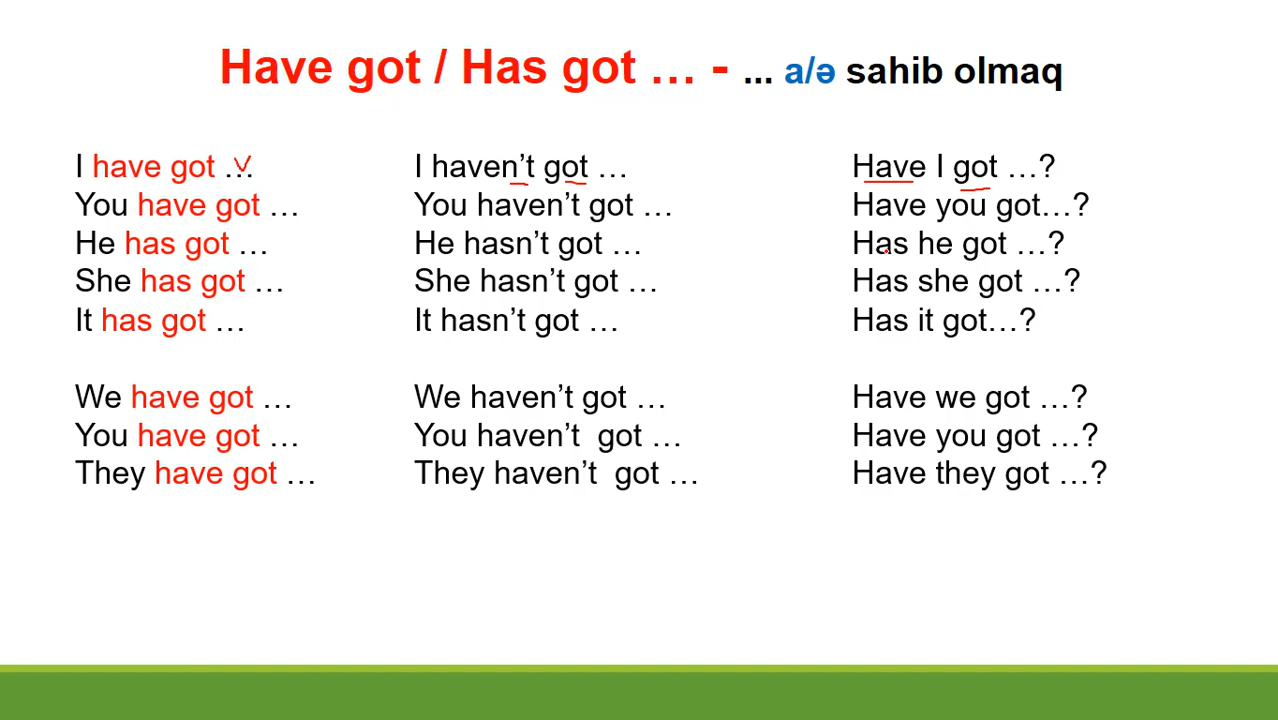 Have got / Has got … - ... a/ə sahib olmaq
I have got …
You have got …
He has got …
She has got …
It has got …
We have got …
You have got …
They have got …
I haven’t got …
You haven’t got …
He hasn’t got …
She hasn’t got …
It hasn’t got …
We haven’t got …
You haven’t  got …
They haven’t  got …
Have I got …?
Have you got…?
Has he got …?
Has she got …?
Has it got…?
Have we got …?
Have you got …?
Have they got …?